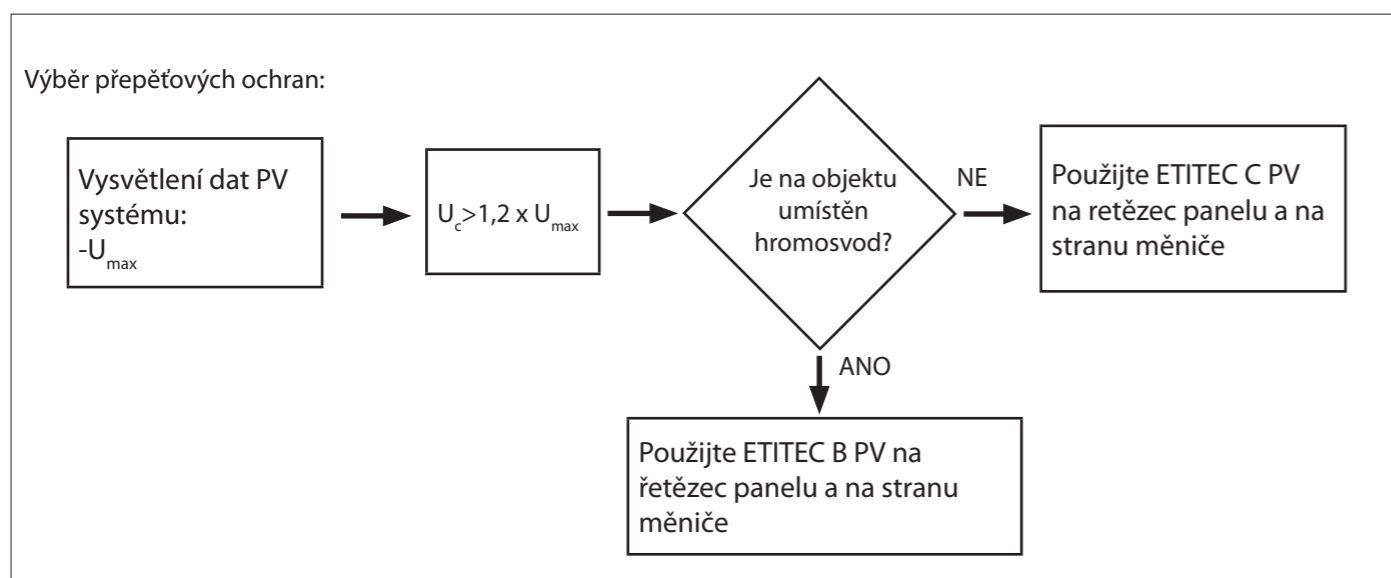 Výběr přepěťových ochran:
Vysvětlení dat PV
systému:
-Umax
Uc>1,2 x Umax
Je na objektu
umístěn
hromosvod?
NE
Použijte ETITEC C PV
na retězec panelu a na
stranu měniče
ANO
Použijte ETITEC B PV na
řetězec panelu a na stranu
měniče